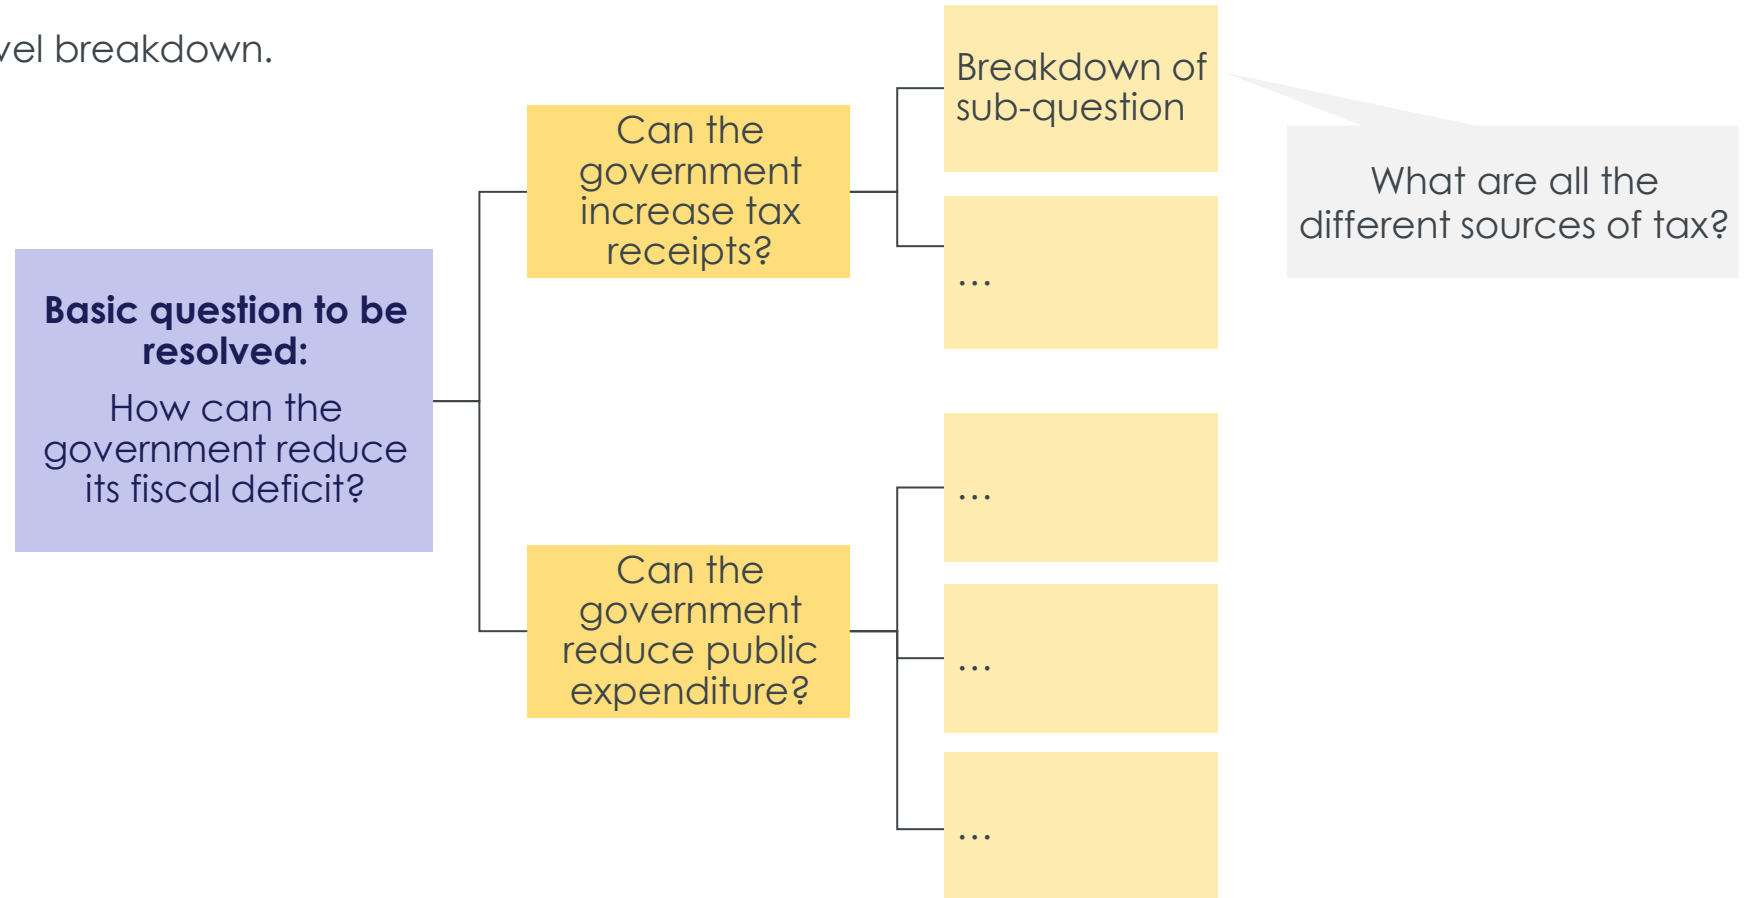 breakdown.
Basic question to be
resolved:
How can the
government reduce
its fiscal deficit?
Can the
government
increase tax
receipts?
Can the
government
reduce public
expenditure?
Breakdown of
sub-question
…
…
…
…
What are all the
different sources of tax?